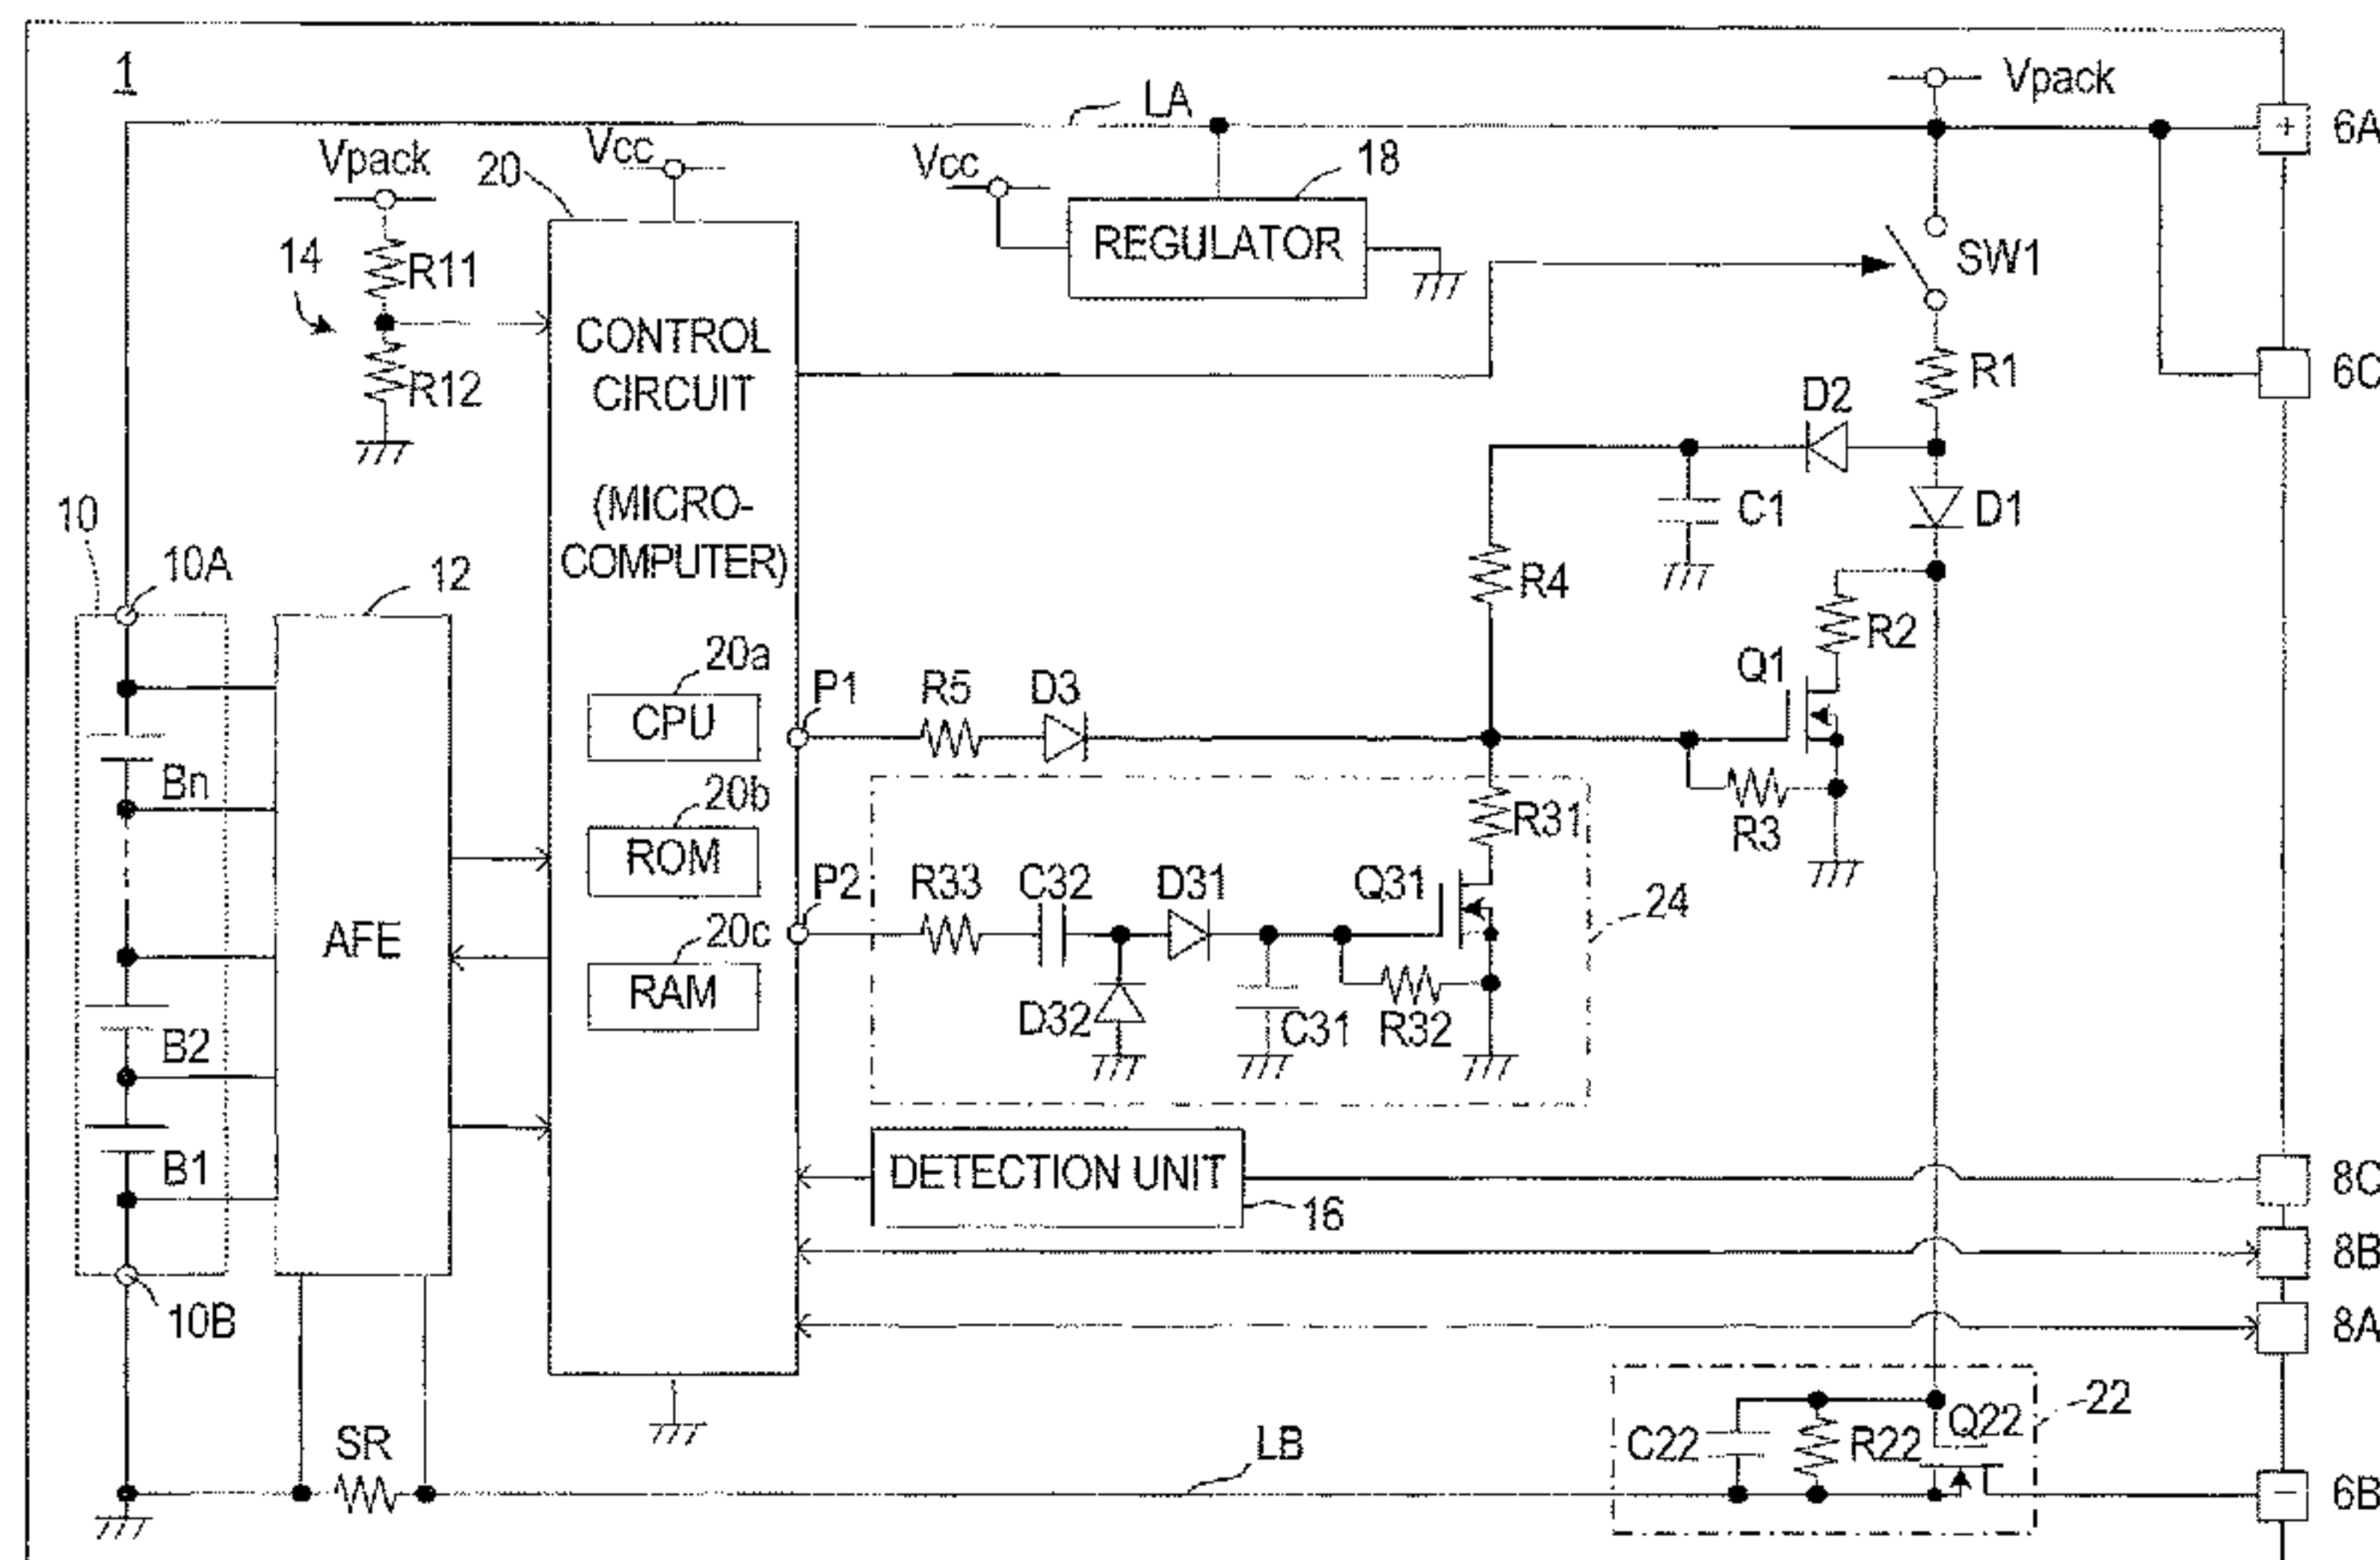 1
LA
Vpack
+
6A
Vpack
20
Vcc
Vcc
18
14
R11
REGULATOR
SW1
R12
CONTROL
CIRCUIT
R1
6C
D2
(MICRO-
COMPUTER)
C1
D1
10
10A
12
R4
R2
20a
CPU
P1
R5
D3
Q1
Bn
20b
ROM
R31
R3
P2
R33
C32
D31
Q31
24
AFE
20c
RAM
D32
C31
R32
B2
B1
DETECTION UNIT
16
8C
8B
10B
8A
SR
LB
C22
R22
Q22
22
−
6B